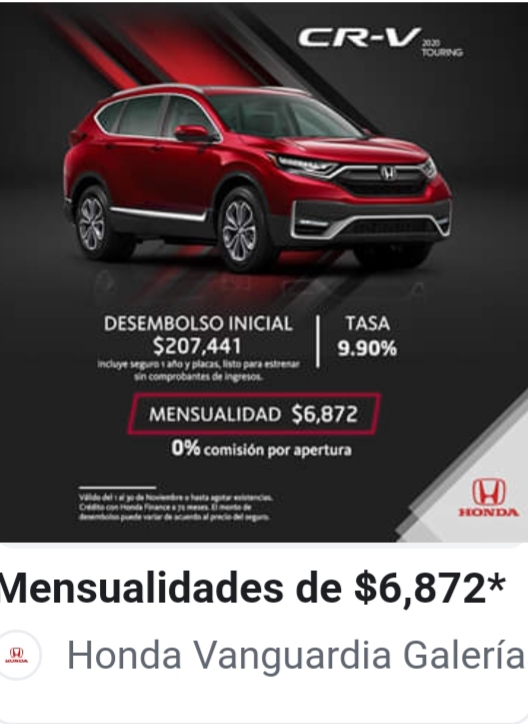 CR-V 2020
TOURING
DESEMBOLSO INICIAL
$207,441
Incluye seguro 1 año y placas, listo para estrenar
sin comprobantes de ingresos.
TASA
9.90%
MENSUALIDAD $6,872
0% comisión por apertura
Válido del 1 al 30 de Noviembre o hasta agotar existencias.
Crédito con Honda Finance a 72 meses. El monto de
desembolso puede variar de acuerdo al precio del seguro.
HONDA
Mensualidades de $6,872*
HONDA
Honda Vanguardia Galería